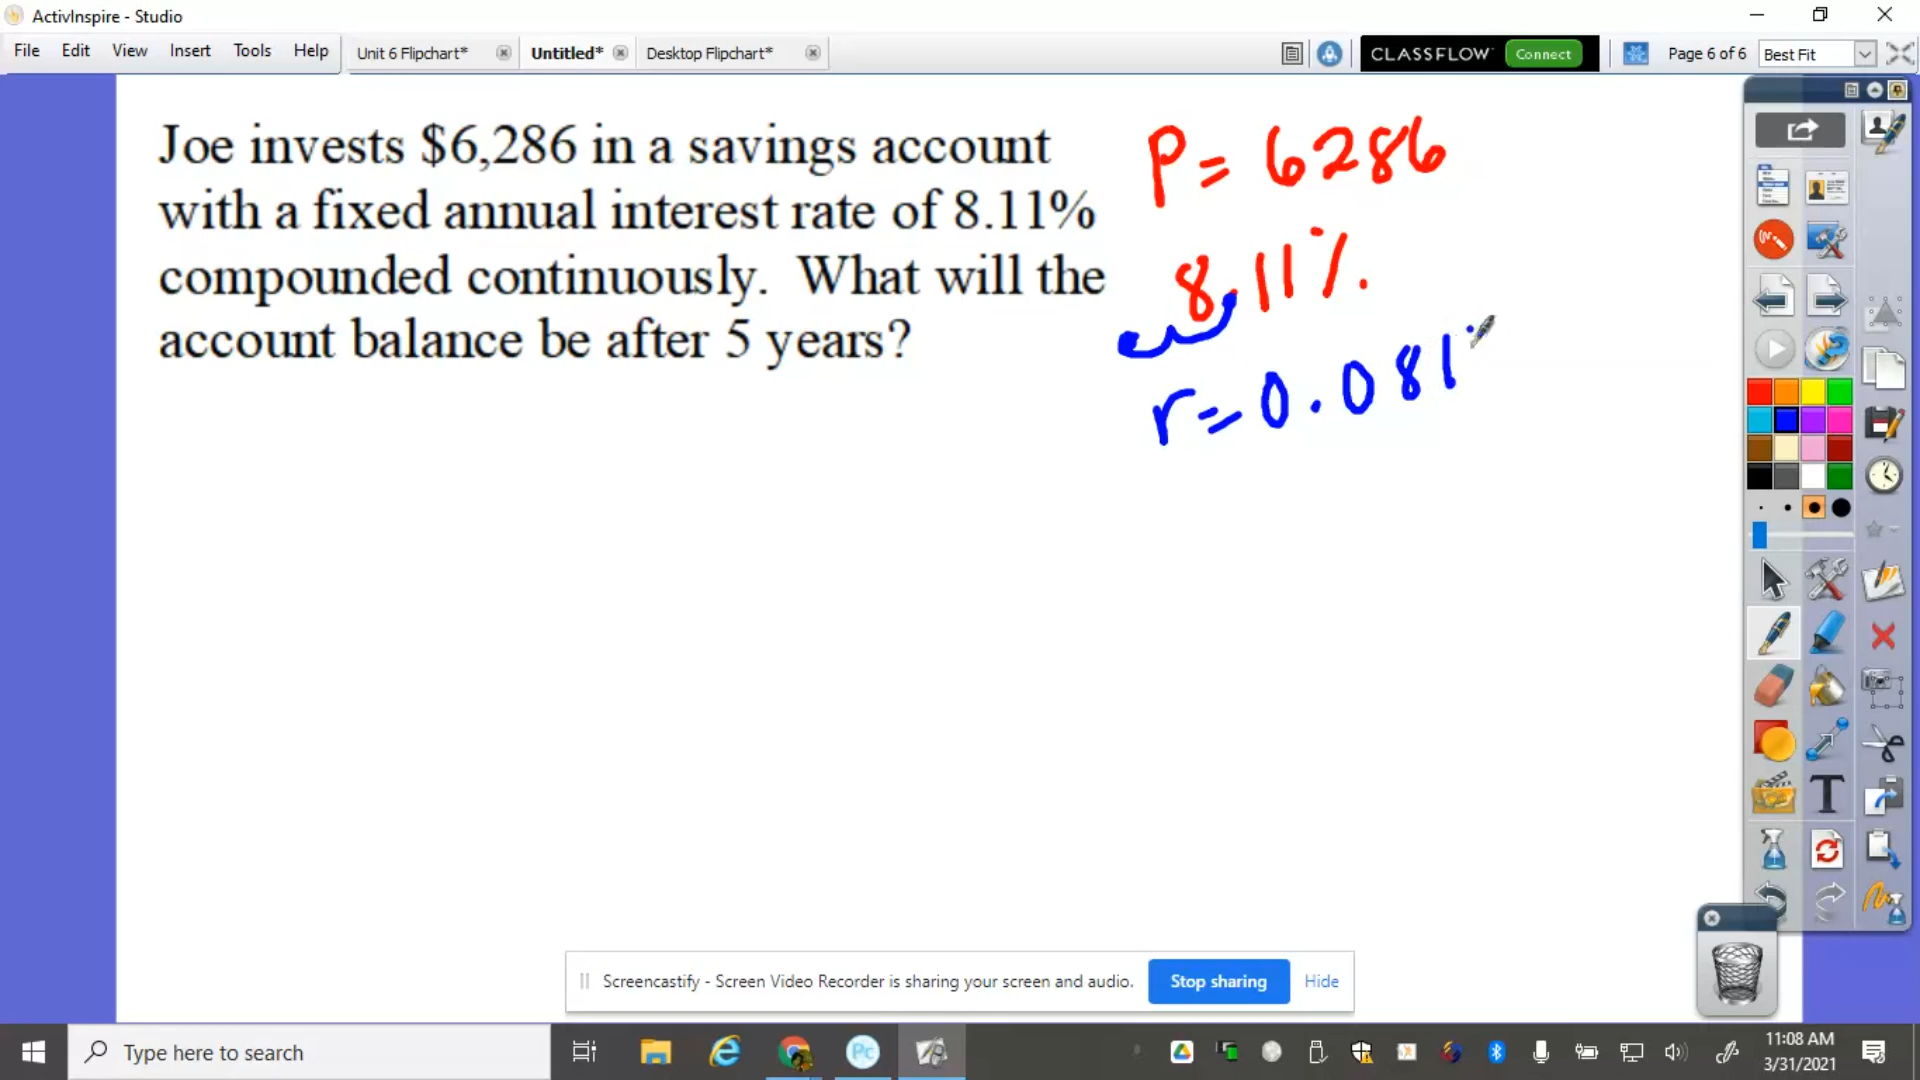 ActivInspire - Studio
File Edit View Insert Tools Help
Unit 6 Flipchart*
Untitled*
Desktop Flipchart*
CLASSFLOW Connect
Page 6 of 6
Best Fit
Joe invests $6,286 in a savings account
with a fixed annual interest rate of 8.11%
compounded continuously. What will the
account balance be after 5 years?
P = 6286
8.11%
r = 0.081
T
Screencastify - Screen Video Recorder is sharing your screen and audio.
Stop sharing
Hide
Type here to search
Pc
11:08 AM
3/31/2021